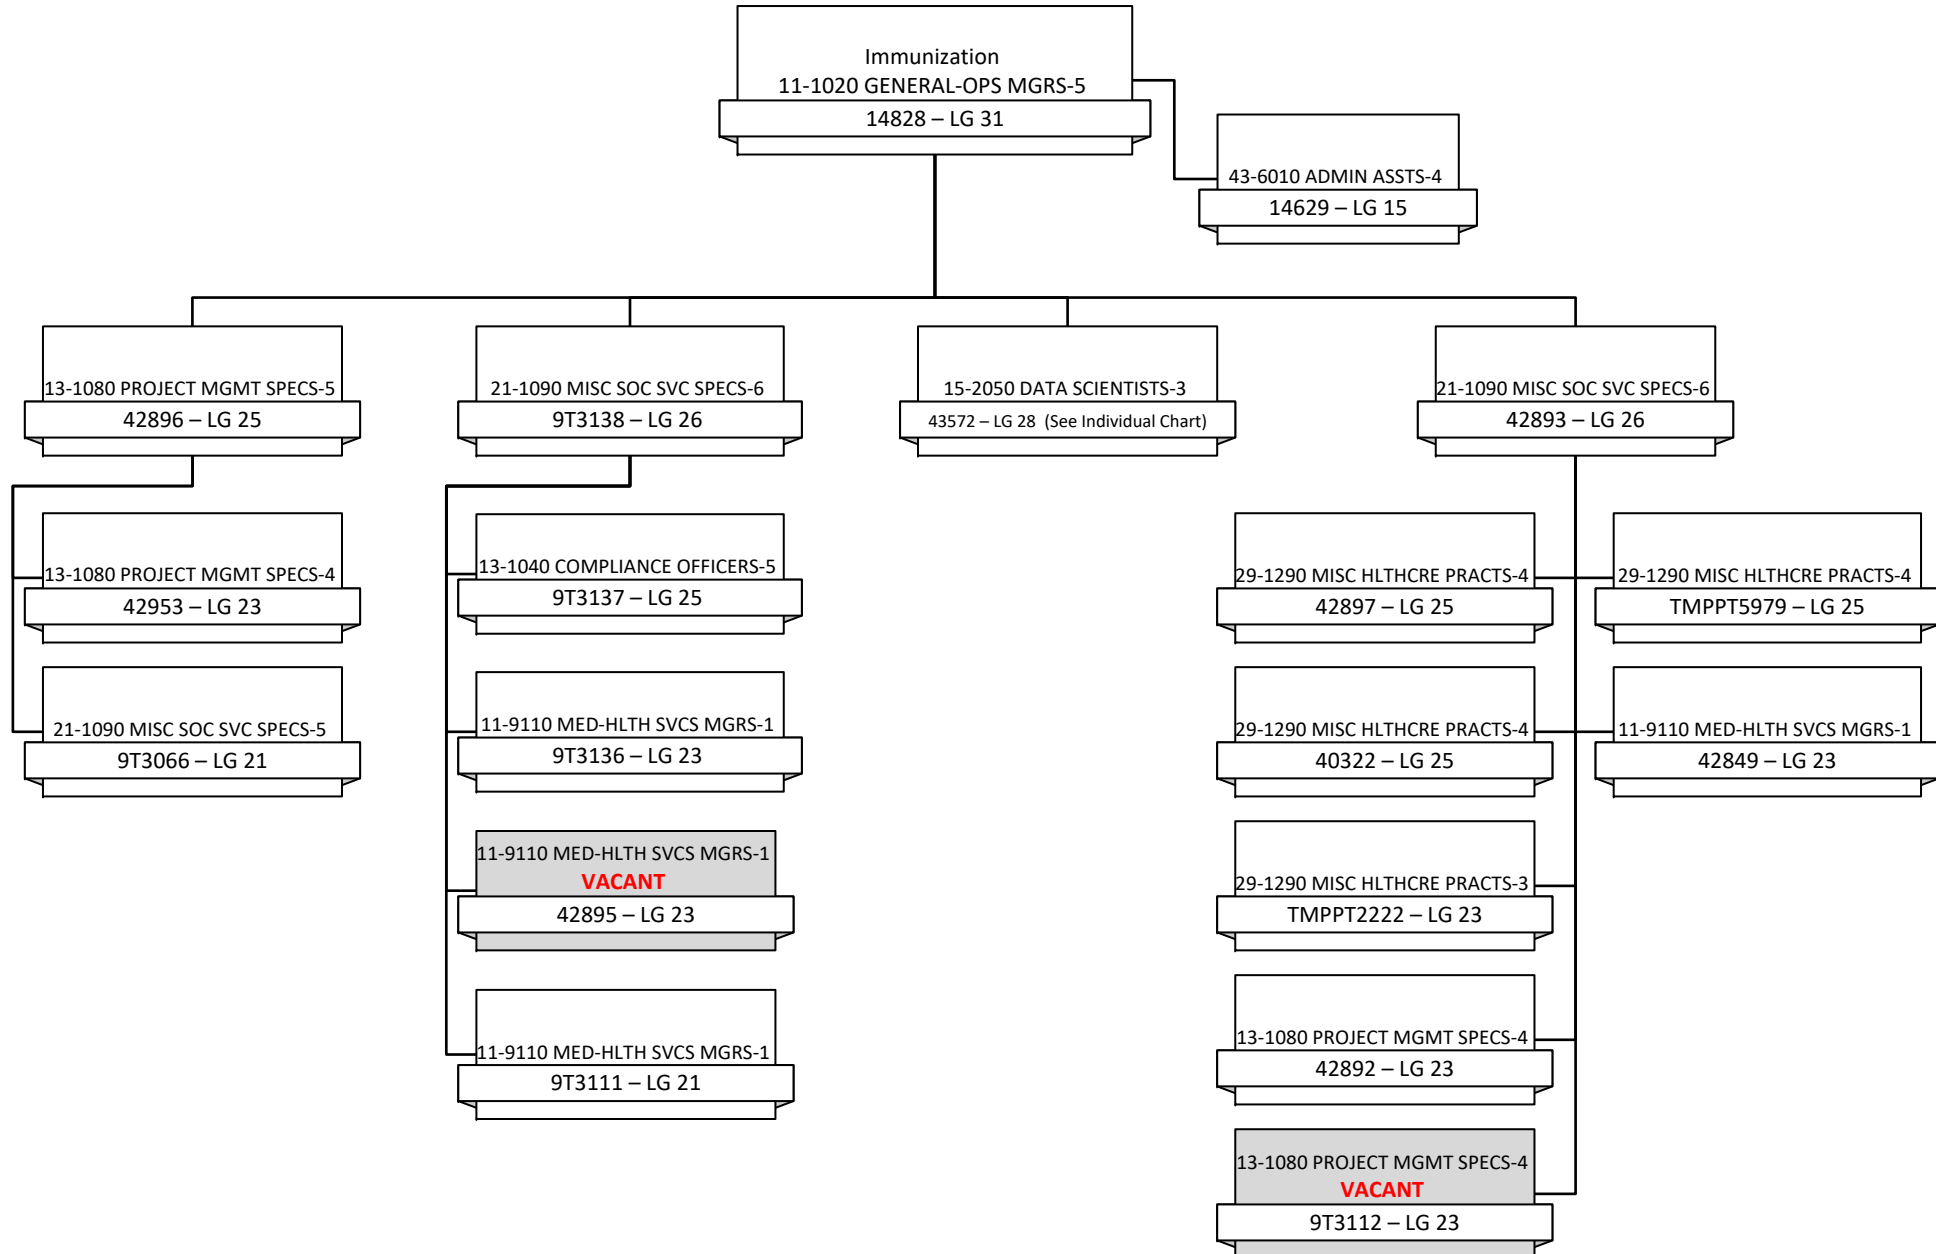 Immunization
11-1020 GENERAL-OPS MGRS-5
14828 – LG 31
43-6010 ADMIN ASSTS-4
14629 – LG 15
13-1080 PROJECT MGMT SPECS-5
42896 – LG 25
21-1090 MISC SOC SVC SPECS-6
9T3138 – LG 26
15-2050 DATA SCIENTISTS-3
43572 – LG 28 (See Individual Chart)
21-1090 MISC SOC SVC SPECS-6
42893 – LG 26
13-1080 PROJECT MGMT SPECS-4
42953 – LG 23
21-1090 MISC SOC SVC SPECS-5
9T3066 – LG 21
13-1040 COMPLIANCE OFFICERS-5
9T3137 – LG 25
11-9110 MED-HLTH SVCS MGRS-1
9T3136 – LG 23
11-9110 MED-HLTH SVCS MGRS-1
VACANT
42895 – LG 23
11-9110 MED-HLTH SVCS MGRS-1
9T3111 – LG 21
29-1290 MISC HLTHCRE PRACTS-4
42897 – LG 25
29-1290 MISC HLTHCRE PRACTS-4
TMPPT5979 – LG 25
29-1290 MISC HLTHCRE PRACTS-4
40322 – LG 25
11-9110 MED-HLTH SVCS MGRS-1
42849 – LG 23
29-1290 MISC HLTHCRE PRACTS-3
TMPPT2222 – LG 23
13-1080 PROJECT MGMT SPECS-4
42892 – LG 23
13-1080 PROJECT MGMT SPECS-4
VACANT
9T3112 – LG 23